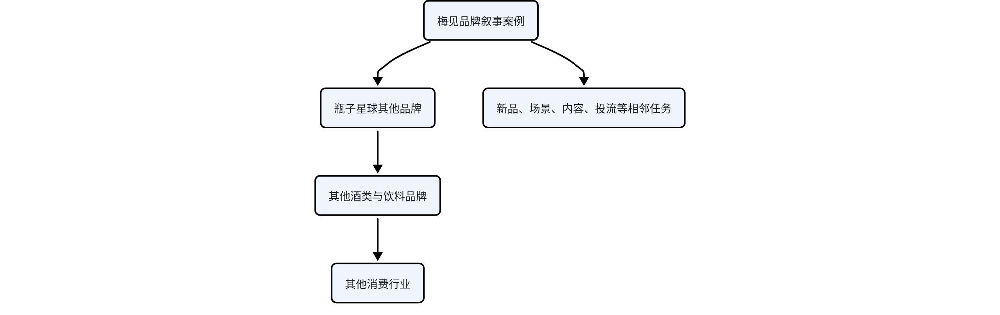 梅见品牌叙事案例
瓶子星球其他品牌
新品、场景、内容、投流等相邻任务
其他酒类与饮料品牌
其他消费行业